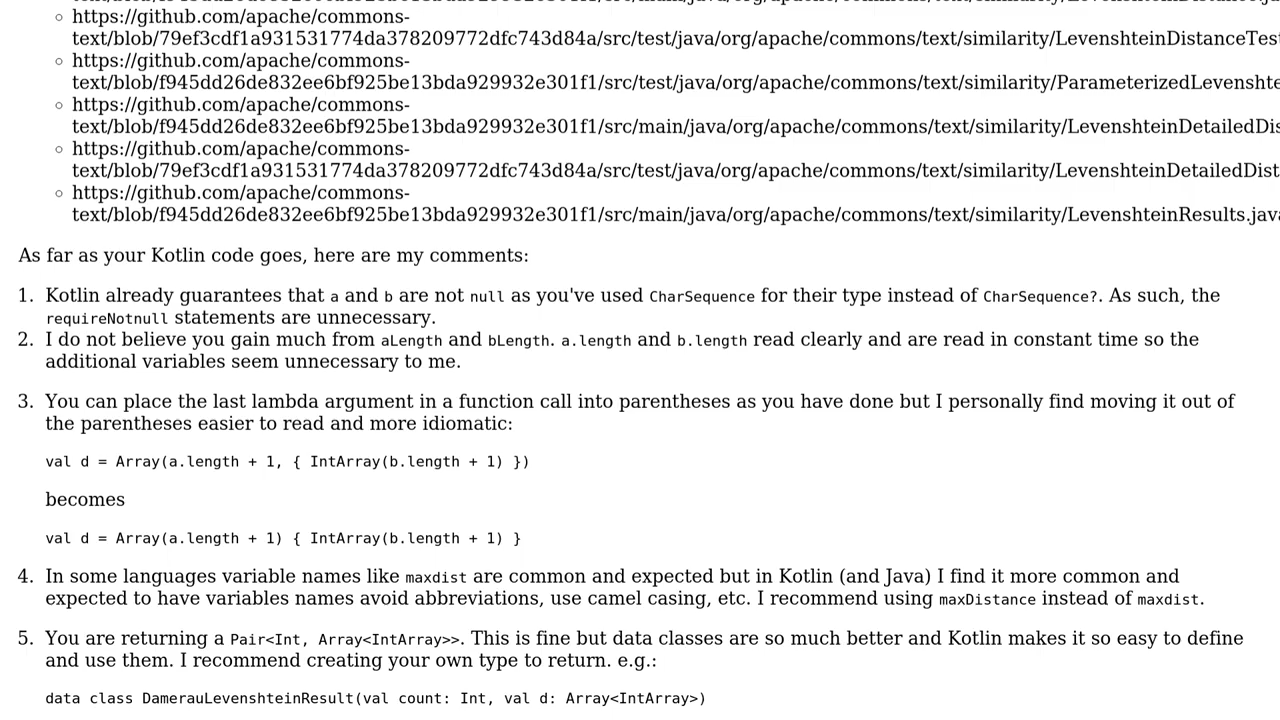 https://github.com/apache/commons-
text/blob/79ef3cdf1a931531774da378209772dfc743d84a/src/test/java/org/apache/commons/text/similarity/LevenshteinDistanceTest
https://github.com/apache/commons-
text/blob/f945dd26de832ee6bf925be13bda929932e301f1/src/test/java/org/apache/commons/text/similarity/ParameterizedLevenshte
https://github.com/apache/commons-
text/blob/f945dd26de832ee6bf925be13bda929932e301f1/src/main/java/org/apache/commons/text/similarity/LevenshteinDetailedDis
https://github.com/apache/commons-
text/blob/79ef3cdf1a931531774da378209772dfc743d84a/src/test/java/org/apache/commons/text/similarity/LevenshteinDetailedDist
https://github.com/apache/commons-
text/blob/f945dd26de832ee6bf925be13bda929932e301f1/src/main/java/org/apache/commons/text/similarity/LevenshteinResults.java
As far as your Kotlin code goes, here are my comments:
1. Kotlin already guarantees that a and b are not null as you've used CharSequence for their type instead of CharSequence?. As such, the
requireNotnull statements are unnecessary.
2. I do not believe you gain much from aLength and bLength. a.length and b.length read clearly and are read in constant time so the
additional variables seem unnecessary to me.
3. You can place the last lambda argument in a function call into parentheses as you have done but I personally find moving it out of
the parentheses easier to read and more idiomatic:
val d = Array(a.length + 1, { IntArray(b.length + 1) })
becomes
val d = Array(a.length + 1) { IntArray(b.length + 1) }
4. In some languages variable names like maxdist are common and expected but in Kotlin (and Java) I find it more common and
expected to have variables names avoid abbreviations, use camel casing, etc. I recommend using maxDistance instead of maxdist.
5. You are returning a Pair<Int, Array<IntArray>>. This is fine but data classes are so much better and Kotlin makes it so easy to define
and use them. I recommend creating your own type to return. e.g.:
data class DamerauLevenshteinResult(val count: Int, val d: Array<IntArray>)